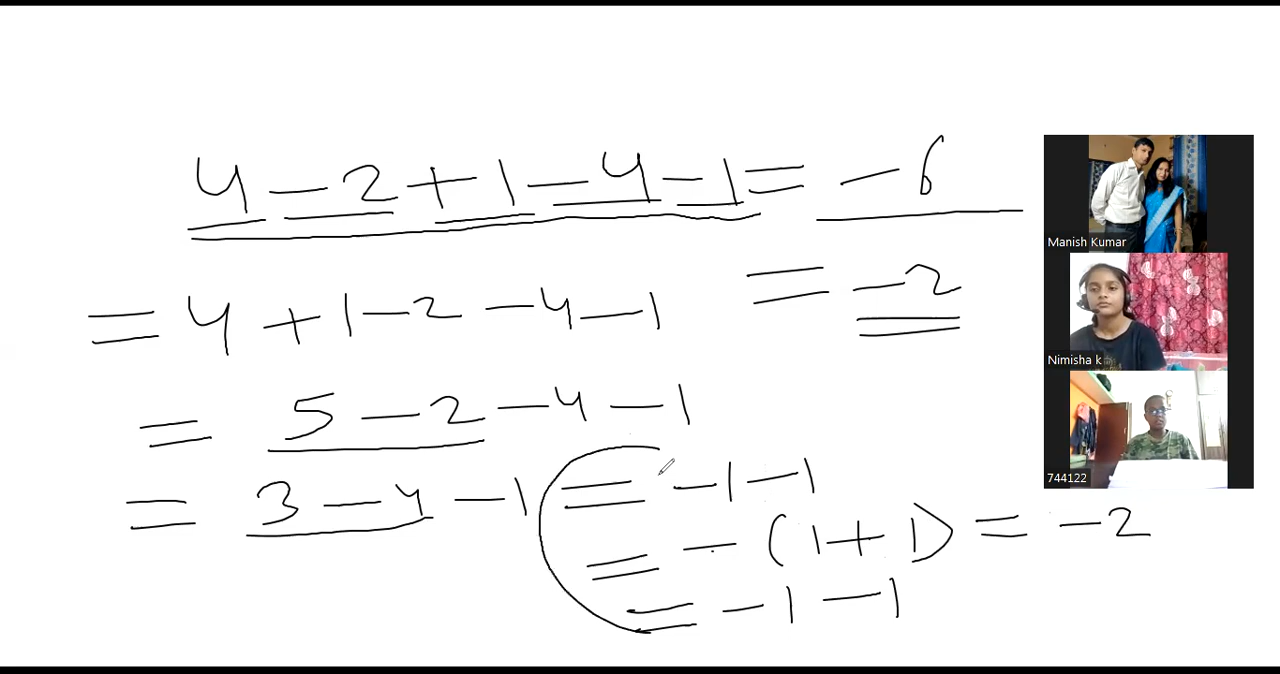 4 - 2 + 1 - 4 - 1 = - 6
= 4 + 1 - 2 - 4 - 1 = - 2
= 5 - 2 - 4 - 1
= 3 - 4 - 1 = - 1 - 1
= - (1 + 1) = - 2
= - 1 - 1
Manish Kumar
Nimisha k
744122